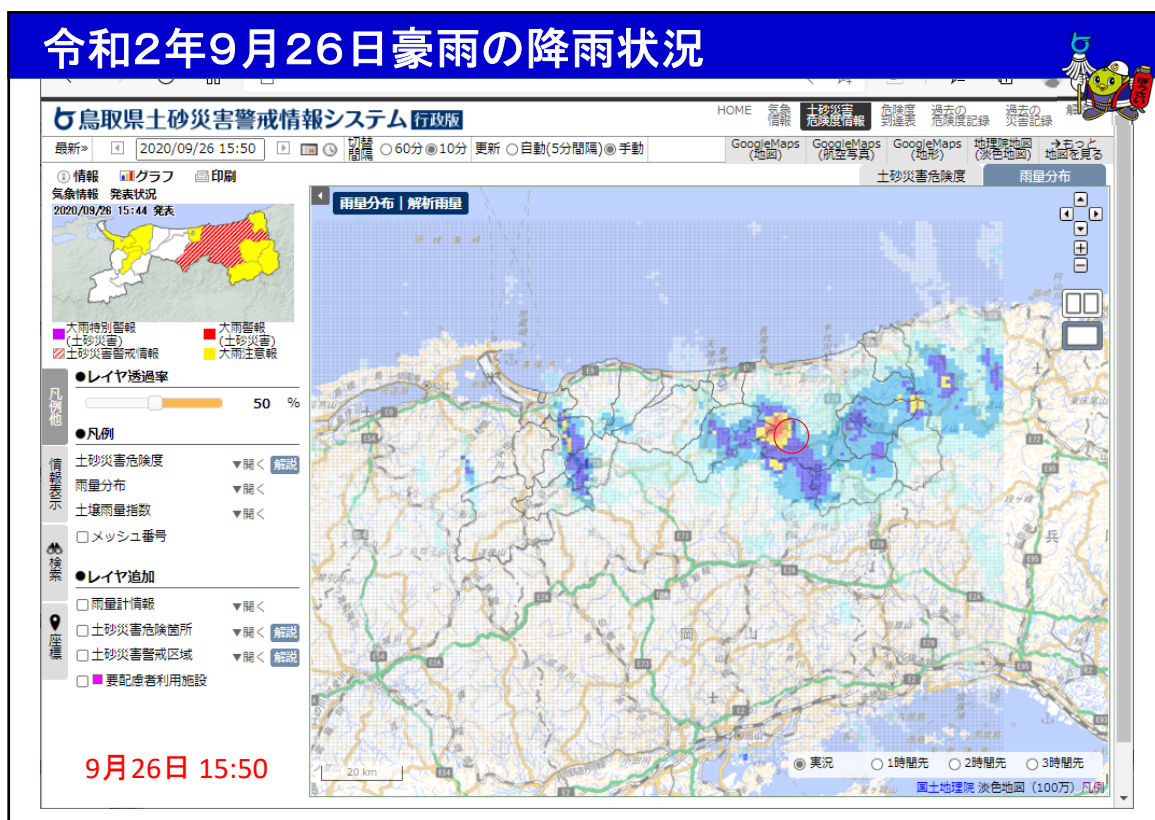 令和2年9月26日豪雨の降雨状況
鳥取県土砂災害警戒情報システム 行政版
HOME 気象情報 土砂災害危険度情報 危険度到達表 過去の危険度記録 過去の災害記録
最新» 2020/09/26 15:50 切替間隔 ○60分 ◉10分 更新 ○自動(5分間隔) ◉手動
GoogleMaps(地図) GoogleMaps(航空写真) GoogleMaps(地形) 地理院地図(淡色地図) →もっと地図を見る
情報 グラフ 印刷
土砂災害危険度 雨量分布
気象情報 発表状況
2020/09/26 15:44 発表
雨量分布 | 解析雨量
大雨特別警報(土砂災害) 大雨警報(土砂災害)
土砂災害警戒情報 大雨注意報
凡例他
●レイヤ透過率
50 %
●凡例
情報表示
土砂災害危険度 ▼開く 解説
雨量分布 ▼開く
土壌雨量指数 ▼開く
□メッシュ番号
検索
●レイヤ追加
□雨量計情報 ▼開く
座標
□土砂災害危険箇所 ▼開く 解説
□土砂災害警戒区域 ▼開く 解説
□要配慮者利用施設
兵
岡 山
9月26日 15:50
20 km
◉実況 ○1時間先 ○2時間先 ○3時間先
国土地理院 淡色地図（100万）凡例